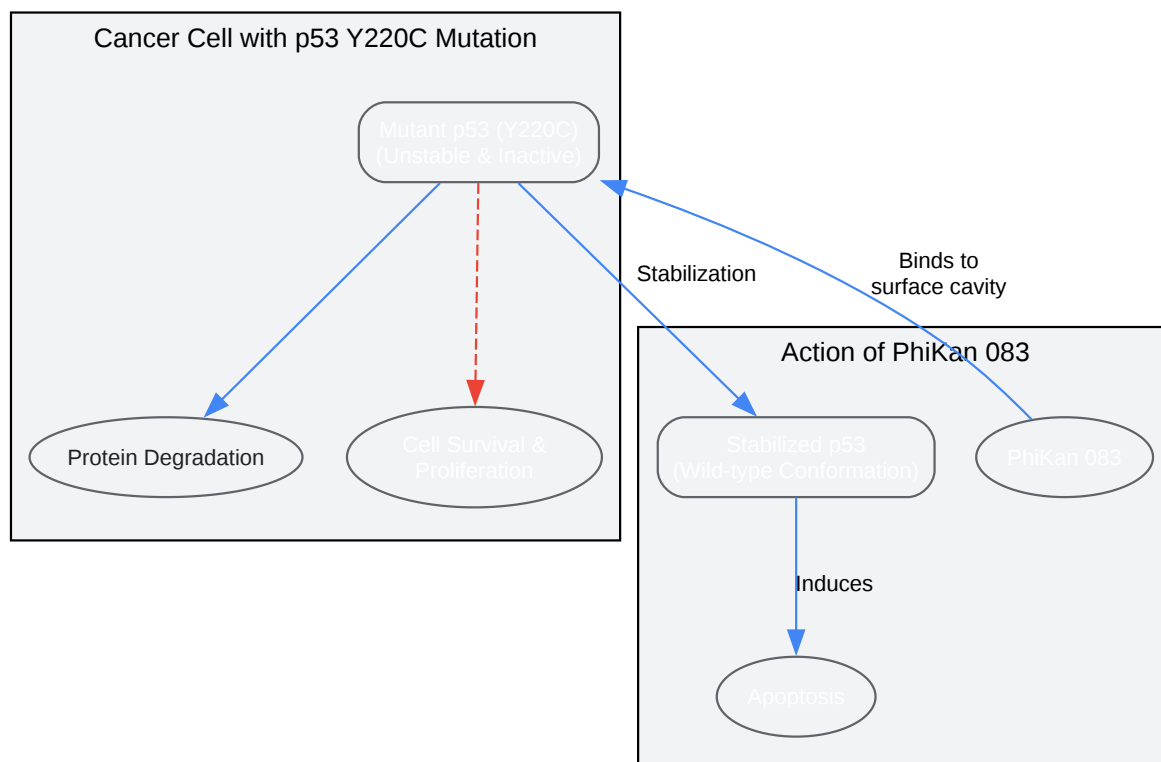 Cancer Cell with p53 Y220C Mutation
Mutant p53 (Y220C)
(Unstable & Inactive)
Stabilization
Binds to
surface cavity
Protein Degradation
Cell Survival &
Proliferation
Action of PhiKan 083
Stabilized p53
(Wild-type Conformation)
PhiKan 083
Induces
Apoptosis